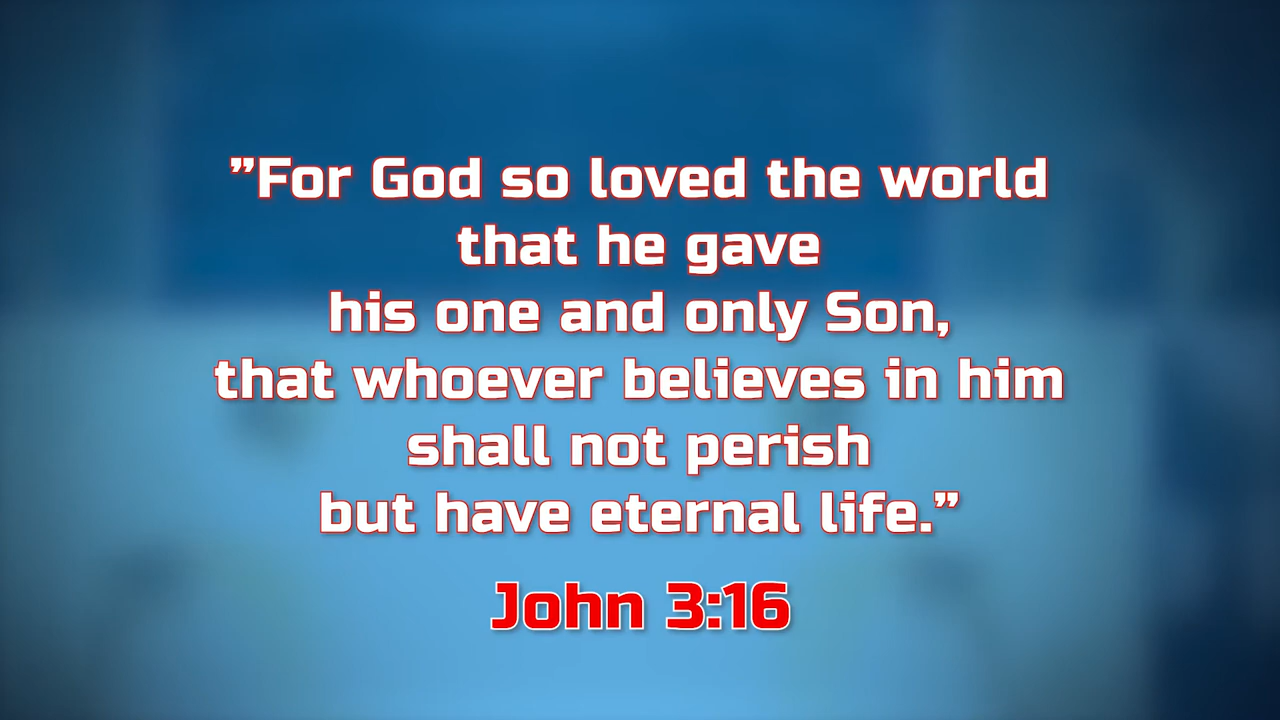 ”For God so loved the world
that he gave
his one and only Son,
that whoever believes in him
shall not perish
but have eternal life.”
John 3:16